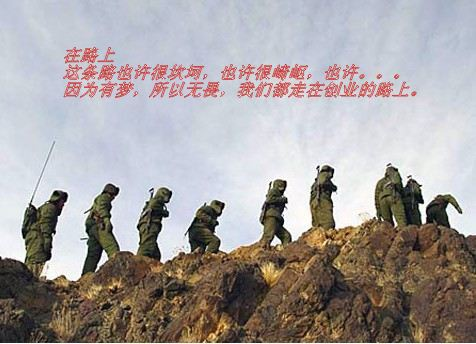 在路上
这条路也许很坎坷，也许很崎岖，也许。。。
因为有梦，所以无畏，我们都走在创业的路上。